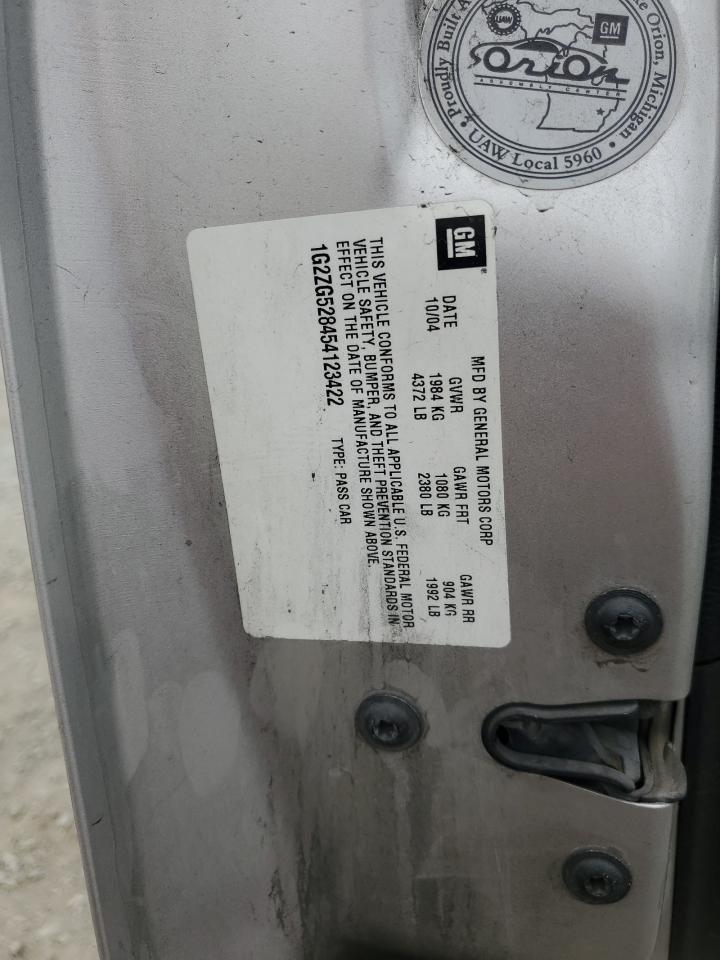 Proudly Built A
e Orion, Michigan
UAW
GM
Orion
ASSEMBLY CENTER
• UAW Local 5960 •
GM
®
MFD BY GENERAL MOTORS CORP
DATE GVWR GAWR FRT GAWR RR
10/04 1984 KG 1080 KG 904 KG
4372 LB 2380 LB 1992 LB
THIS VEHICLE CONFORMS TO ALL APPLICABLE U.S. FEDERAL MOTOR
VEHICLE SAFETY, BUMPER, AND THEFT PREVENTION STANDARDS IN
EFFECT ON THE DATE OF MANUFACTURE SHOWN ABOVE.
1G2ZG528454123422 TYPE: PASS CAR